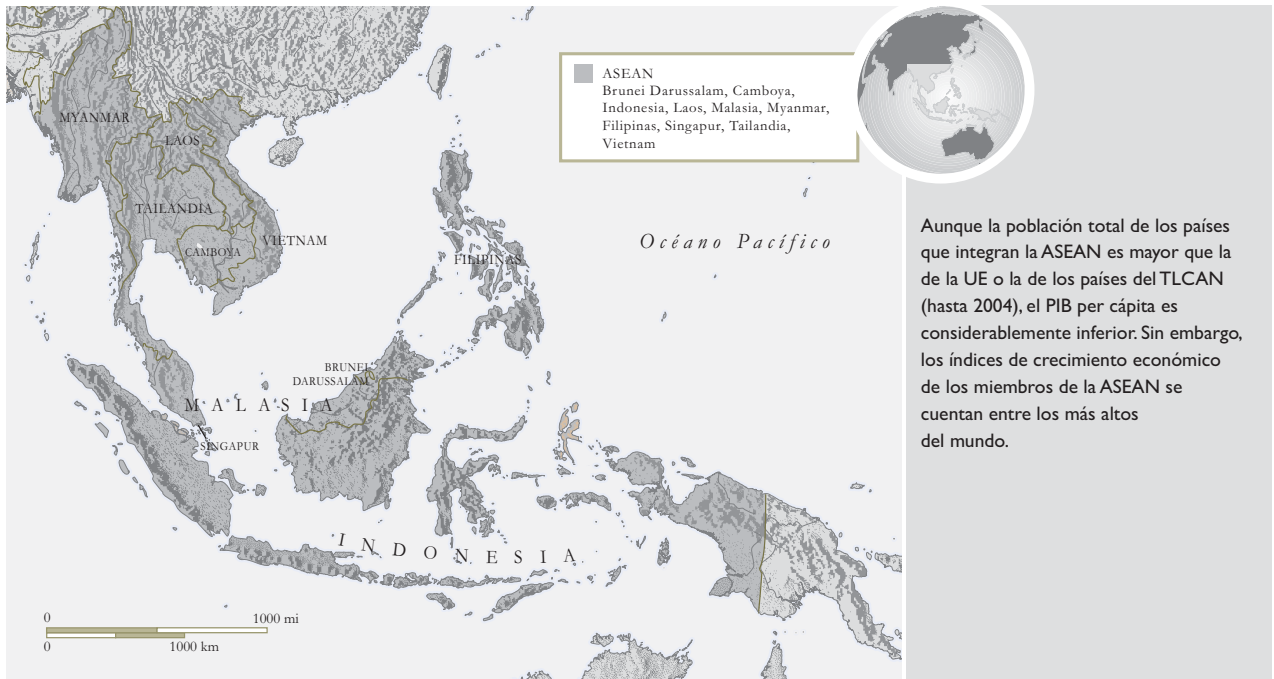 ASEAN
Brunei Darussalam, Camboya,
Indonesia, Laos, Malasia, Myanmar,
Filipinas, Singapur, Tailandia,
Vietnam
MYANMAR
LAOS
TAILANDIA
VIETNAM
CAMBOYA
FILIPINAS
Océano Pacífico
BRUNEI
DARUSSALAM
MALASIA
SINGAPUR
INDONESIA
0 1000 mi
0 1000 km
Aunque la población total de los países
que integran la ASEAN es mayor que la
de la UE o la de los países del TLCAN
(hasta 2004), el PIB per cápita es
considerablemente inferior. Sin embargo,
los índices de crecimiento económico
de los miembros de la ASEAN se
cuentan entre los más altos
del mundo.